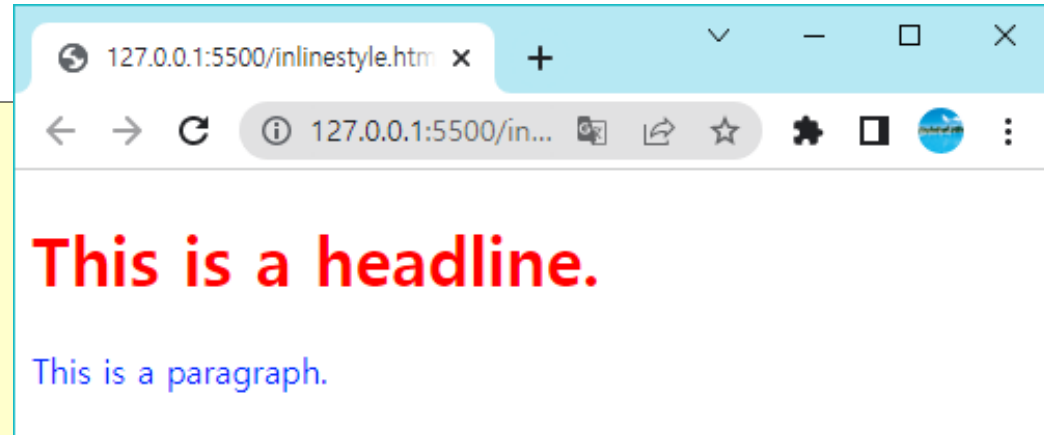 127.0.0.1:5500/inlinestyle.htm
127.0.0.1:5500/in...
This is a headline.
This is a paragraph.